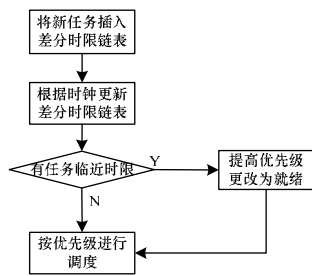 将新任务插入
差分时限链表
根据时钟更新
差分时限链表
有任务临近时限
Y
提高优先级
更改为就绪
N
按优先级进行
调度